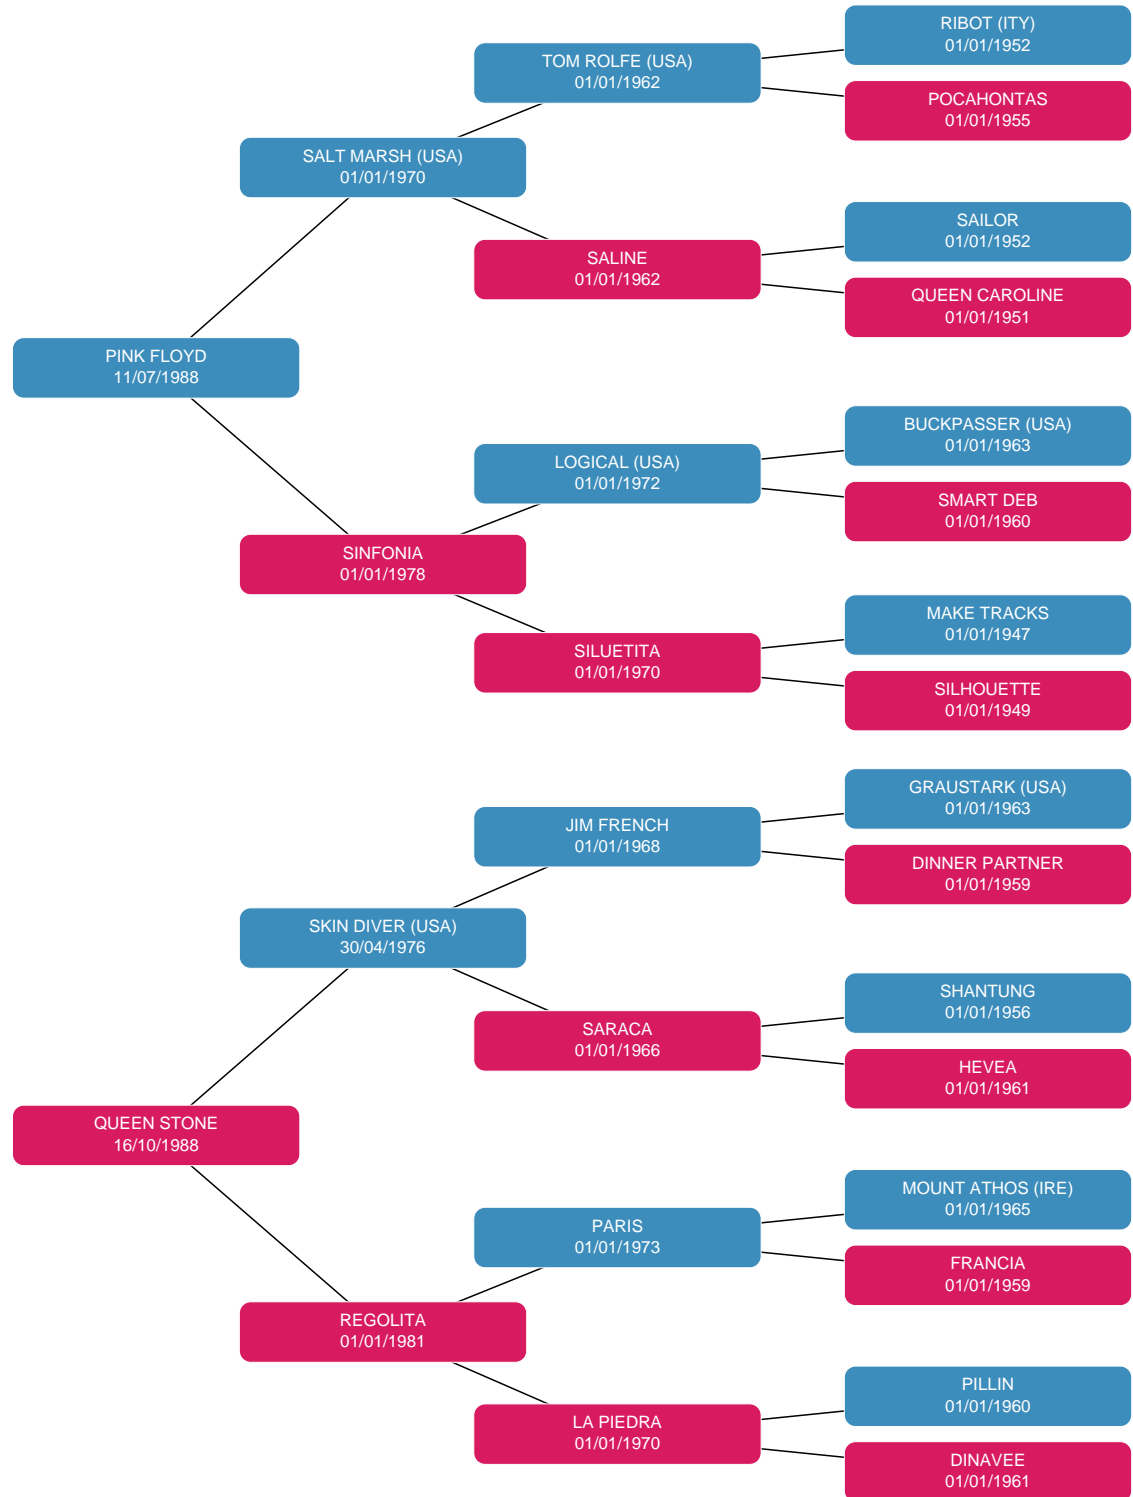 RIBOT (ITY)
01/01/1952
TOM ROLFE (USA)
01/01/1962
POCAHONTAS
01/01/1955
SALT MARSH (USA)
01/01/1970
SAILOR
01/01/1952
SALINE
01/01/1962
QUEEN CAROLINE
01/01/1951
PINK FLOYD
11/07/1988
BUCKPASSER (USA)
01/01/1963
LOGICAL (USA)
01/01/1972
SMART DEB
01/01/1960
SINFONIA
01/01/1978
MAKE TRACKS
01/01/1947
SILUETITA
01/01/1970
SILHOUETTE
01/01/1949
GRAUSTARK (USA)
01/01/1963
JIM FRENCH
01/01/1968
DINNER PARTNER
01/01/1959
SKIN DIVER (USA)
30/04/1976
SHANTUNG
01/01/1956
SARACA
01/01/1966
HEVEA
01/01/1961
QUEEN STONE
16/10/1988
MOUNT ATHOS (IRE)
01/01/1965
PARIS
01/01/1973
FRANCIA
01/01/1959
REGOLITA
01/01/1981
PILLIN
01/01/1960
LA PIEDRA
01/01/1970
DINAVEE
01/01/1961